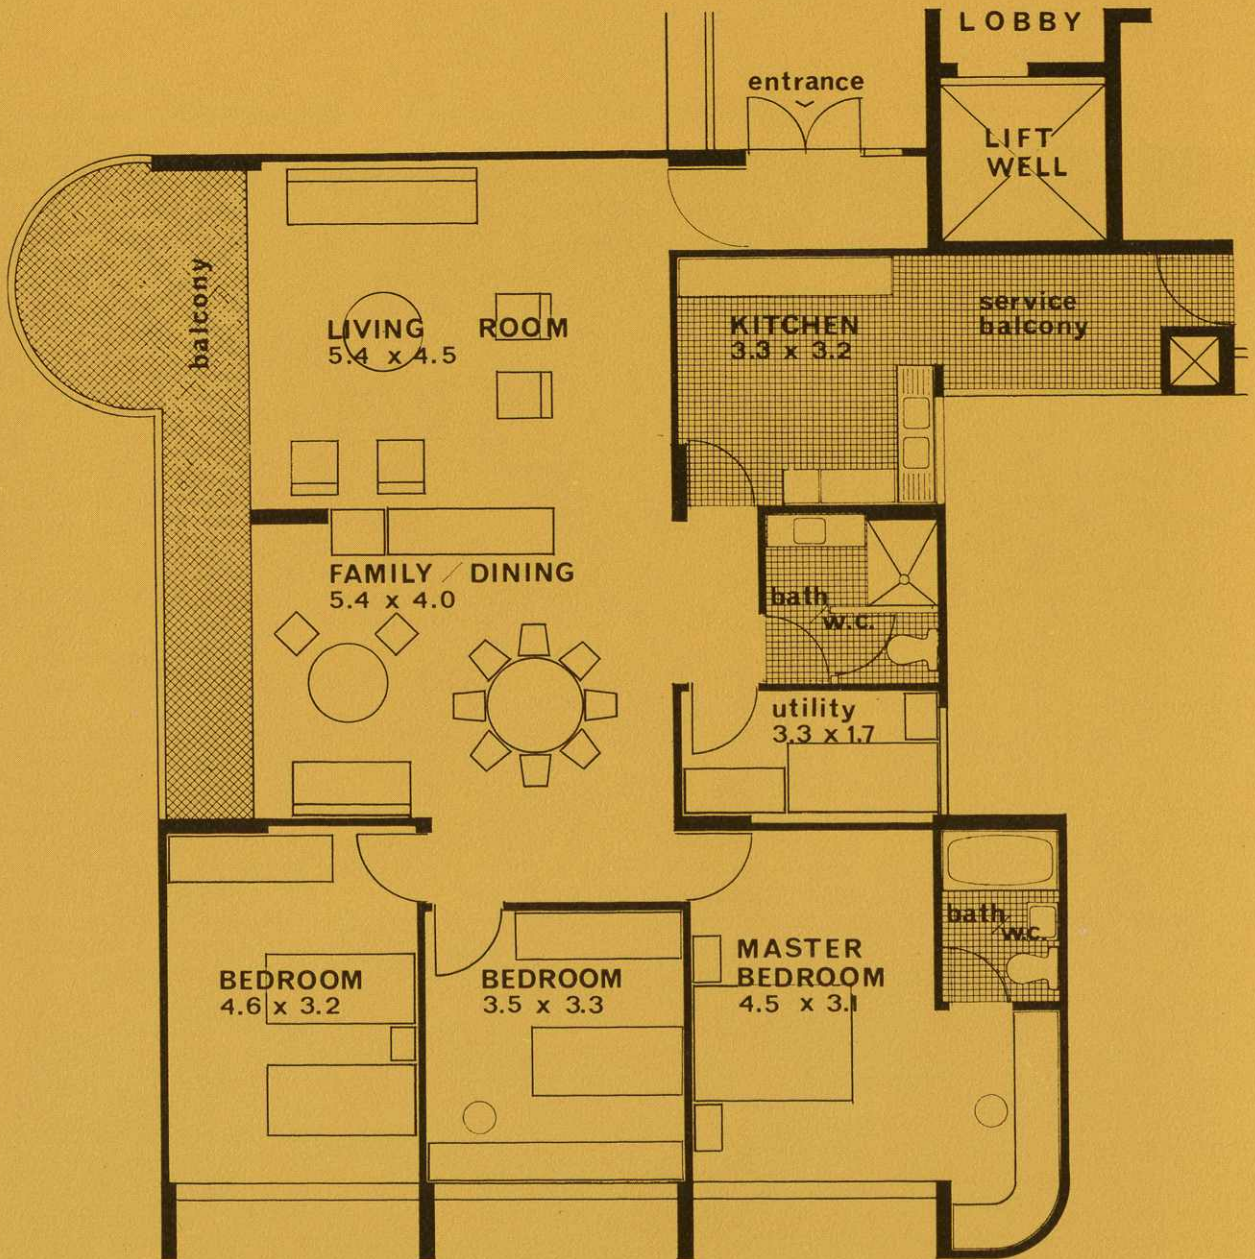 LOBBY
entrance
LIFT
WELL
balcony
LIVING ROOM
5.4 x 4.5
KITCHEN
3.3 x 3.2
service
balcony
FAMILY / DINING
5.4 x 4.0
bath
w.c.
utility
3.3 x 1.7
bath
w.c.
BEDROOM
4.6 x 3.2
BEDROOM
3.5 x 3.3
MASTER
BEDROOM
4.5 x 3.1